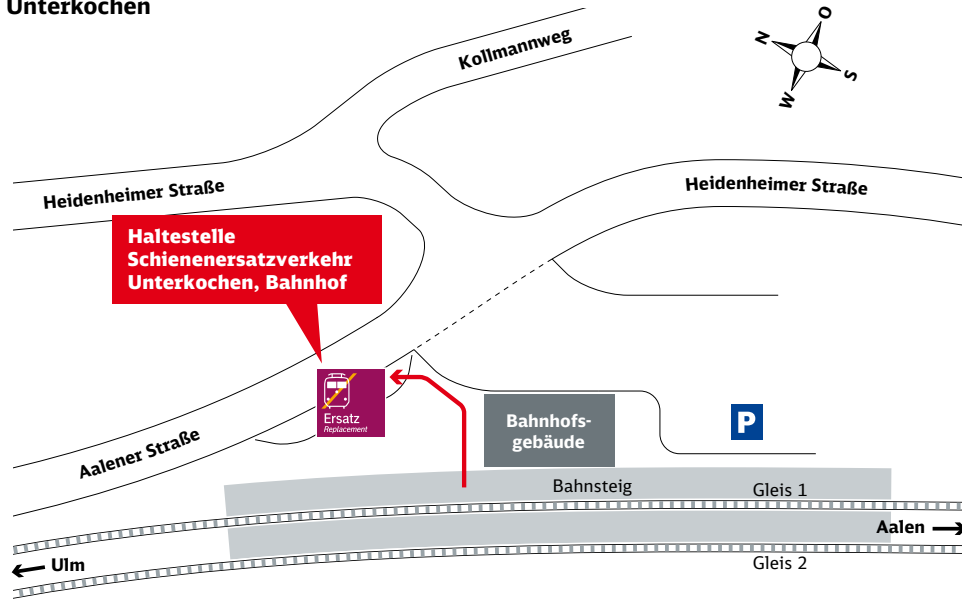 Unterkochen
Kollmannweg
O
N
S
W
Heidenheimer Straße
Heidenheimer Straße
Haltestelle
Schienenersatzverkehr
Unterkochen, Bahnhof
Ersatz
Replacement
Aalener Straße
Bahnhofs-
gebäude
P
Bahnsteig
Gleis 1
Aalen
Ulm
Gleis 2